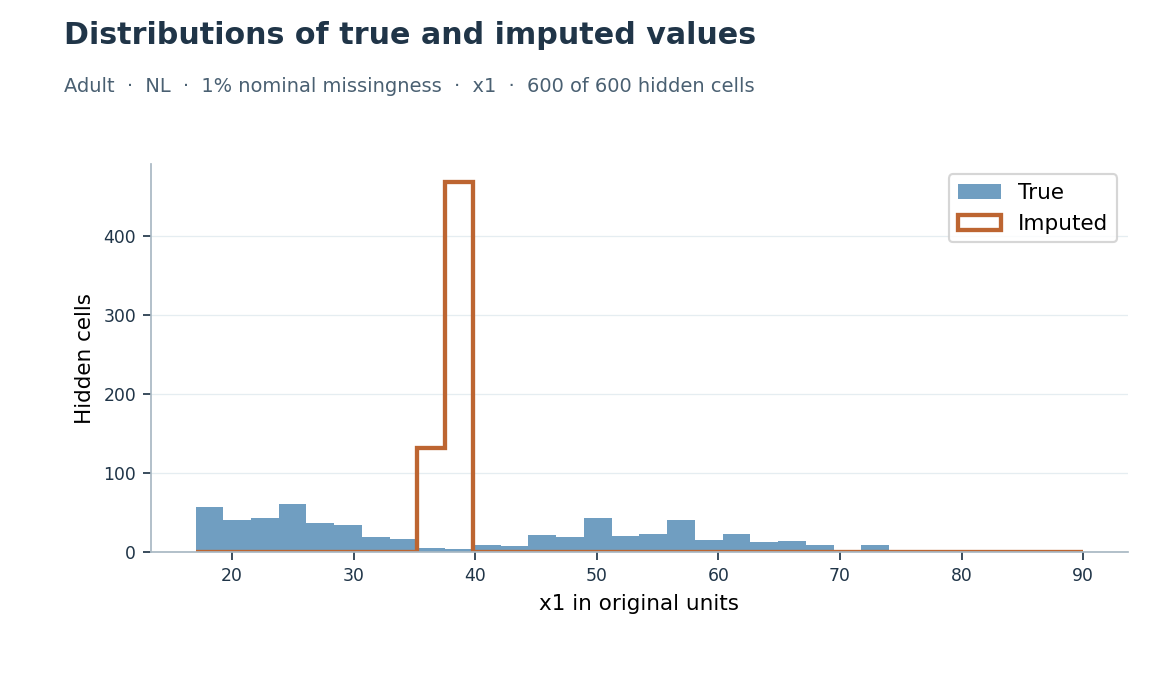 Distributions of true and imputed values
Adult · NL · 1% nominal missingness · x1 · 600 of 600 hidden cells
True
Imputed
Hidden cells
400
300
200
100
0
20 30 40 50 60 70 80 90
x1 in original units